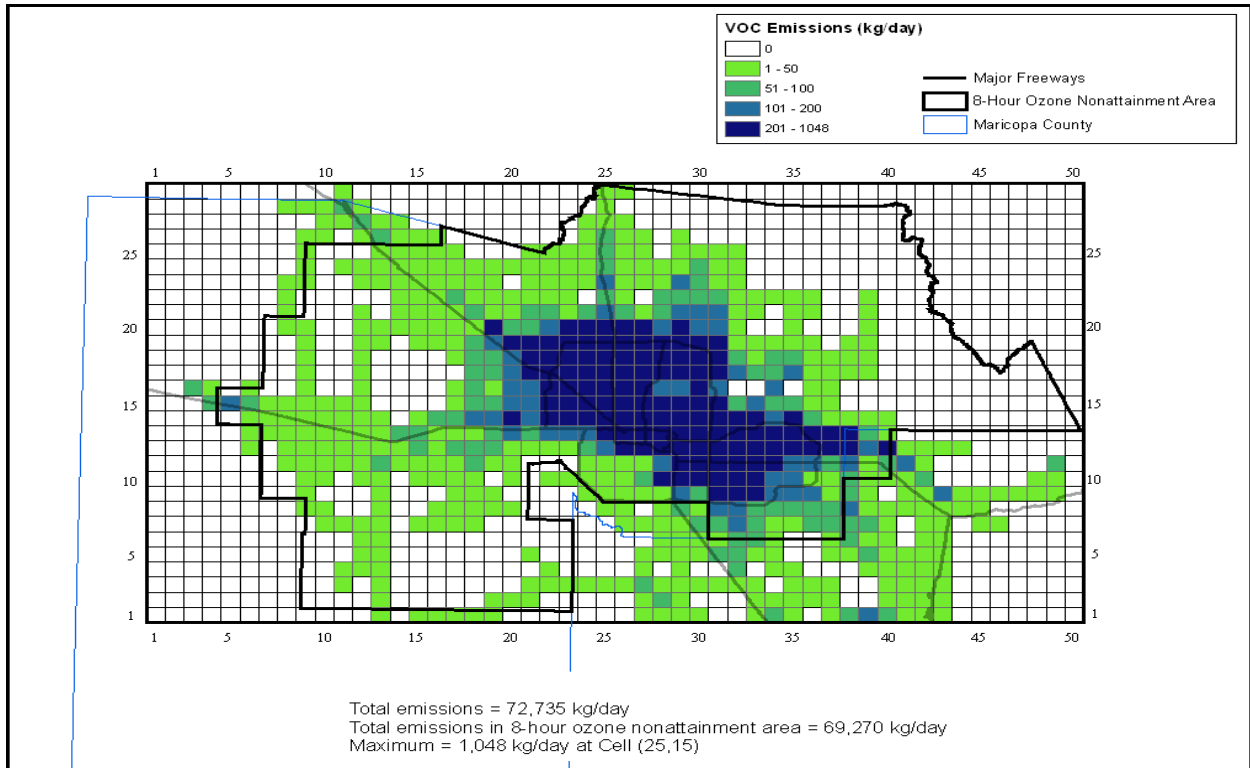 VOC Emissions (kg/day)
0
1 - 50
51 - 100
101 - 200
201 - 1048
Major Freeways
8-Hour Ozone Nonattainment Area
Maricopa County
1 5 10 15 20 25 30 35 40 45 50
25 25
20 20
15 15
10 10
5 5
1 1
1 5 10 15 20 25 30 35 40 45 50
Total emissions = 72,735 kg/day
Total emissions in 8-hour ozone nonattainment area = 69,270 kg/day
Maximum = 1,048 kg/day at Cell (25,15)